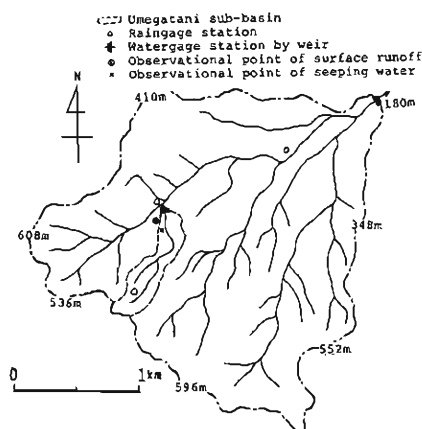 Umegatani sub-basin
Raingage station
Watergage station by weir
Observational point of surface runoff
Observational point of seeping water
N
410m
180m
608m
348m
536m
552m
0
1km
596m